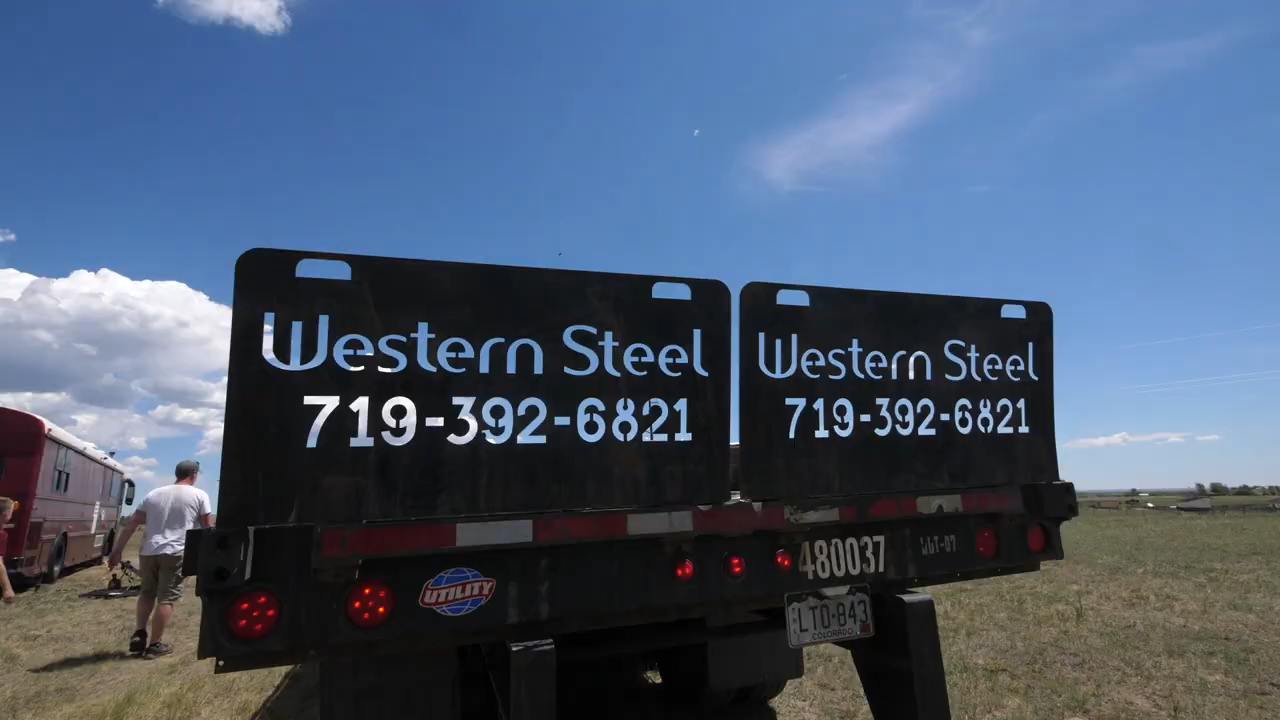 Western Steel
719-392-6821
Western Steel
719-392-6821
UTILITY
480037
LTO-843
COLORADO